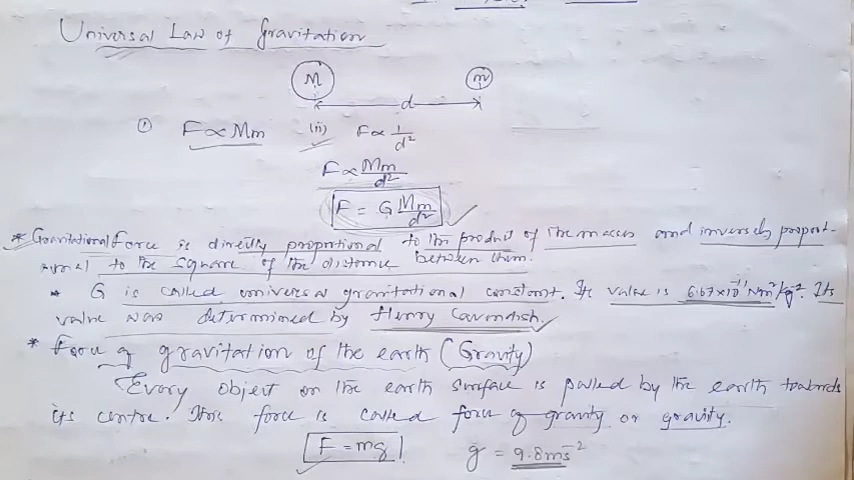 Universal Law of Gravitation
M m
d
(i) F ∝ Mm (ii) F ∝ 1/d²
F ∝ Mm/d²
F = G Mm/d²
* Gravitational Force is directly proportional to the product of the masses and inversely proport-
ional to the square of the distance between them.
* G is called universal gravitational constant. Its value is 6.67×10⁻¹¹ Nm²kg⁻². Its
value was determined by Henry Cavendish.
* Force of gravitation of the earth (Gravity)
Every object on the earth surface is pulled by the earth towards
its centre. This force is called force of gravity or gravity.
F = mg g = 9.8ms⁻²